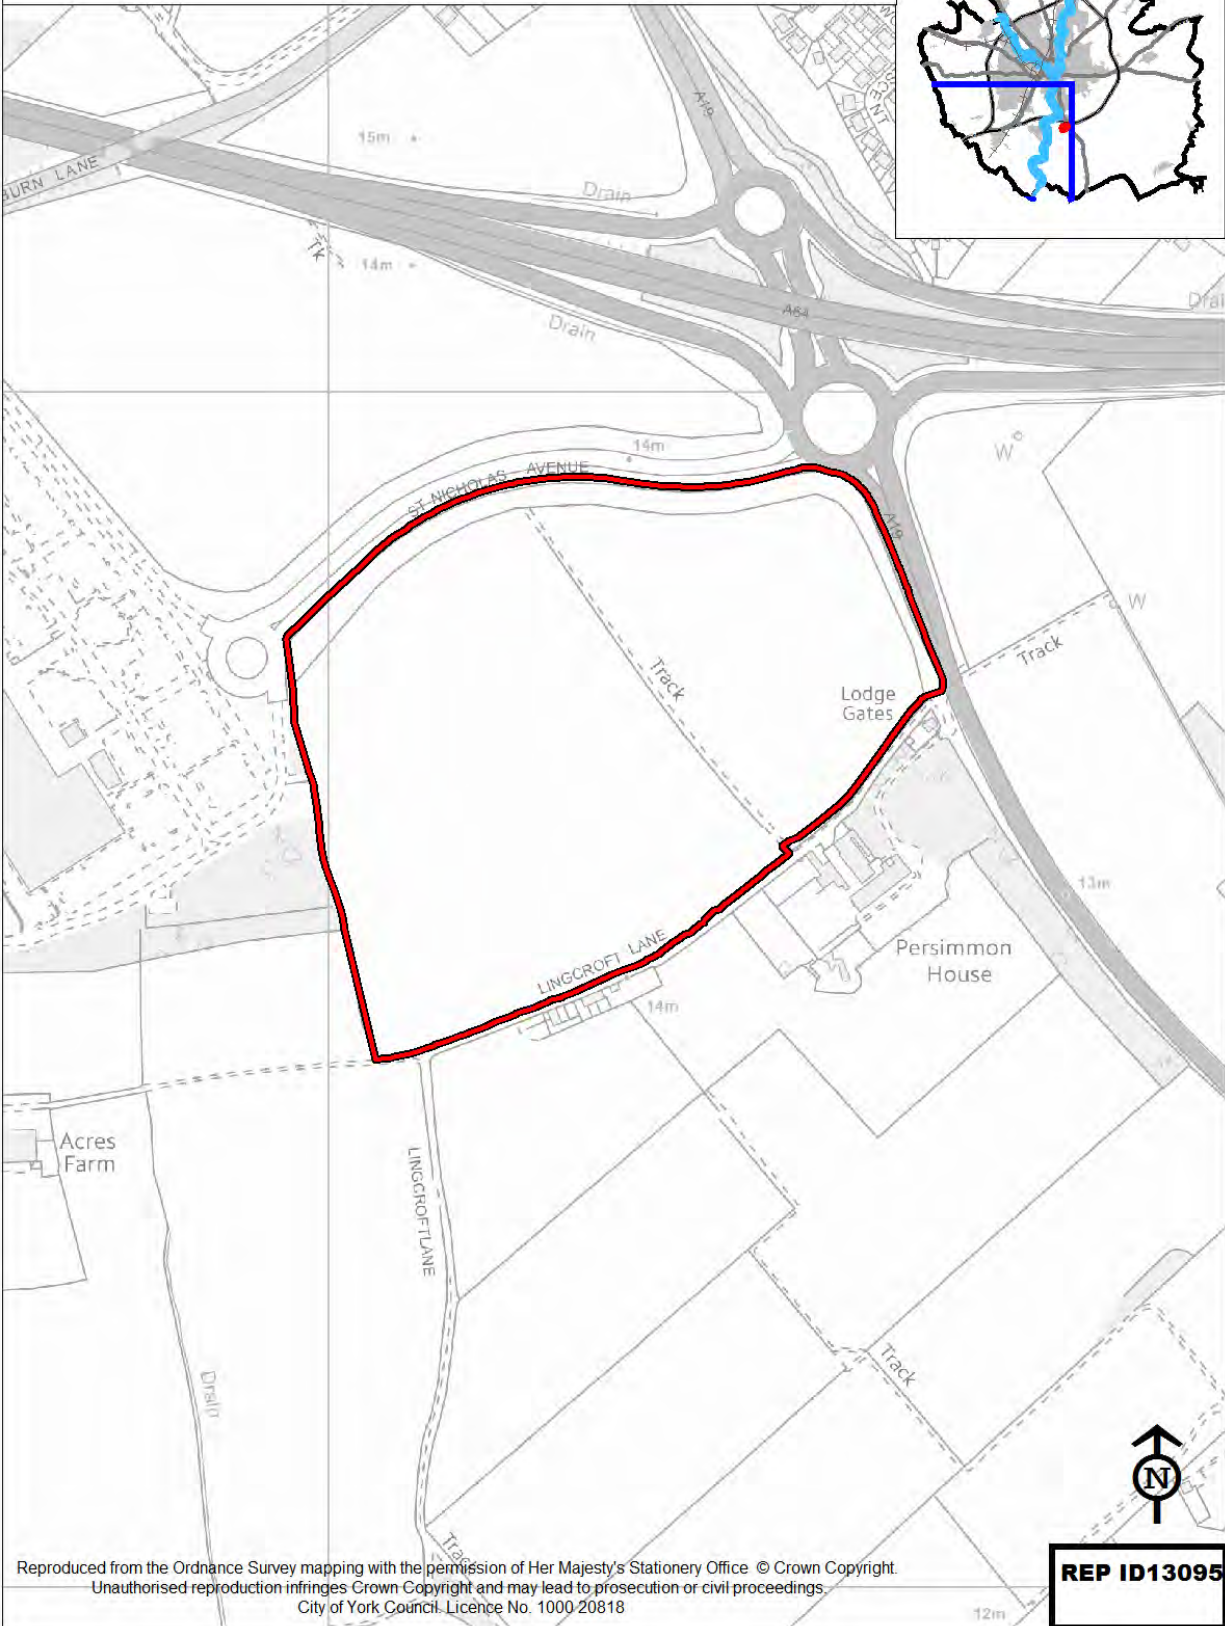 A19
CENT
15m
BURN LANE
Drain
Tk
14m
A64
Drain
Drai
14m
ST NICHOLAS AVENUE
W
A19
W
Track
Track
Lodge
Gates
13m
LINGCROFT LANE
Persimmon
House
14m
Acres
Farm
LINGCROFTLANE
Track
Drain
N
Track
Reproduced from the Ordnance Survey mapping with the permission of Her Majesty's Stationery Office © Crown Copyright.
Unauthorised reproduction infringes Crown Copyright and may lead to prosecution or civil proceedings.
City of York Council. Licence No. 1000 20818
12m
REP ID13095